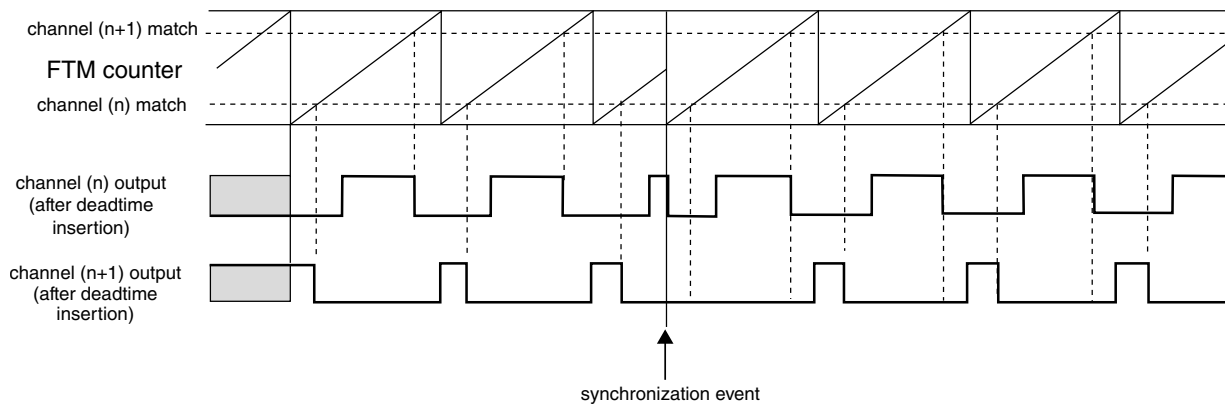 channel (n+1) match
FTM counter
channel (n) match
channel (n) output
(after deadtime
insertion)
channel (n+1) output
(after deadtime
insertion)
synchronization event